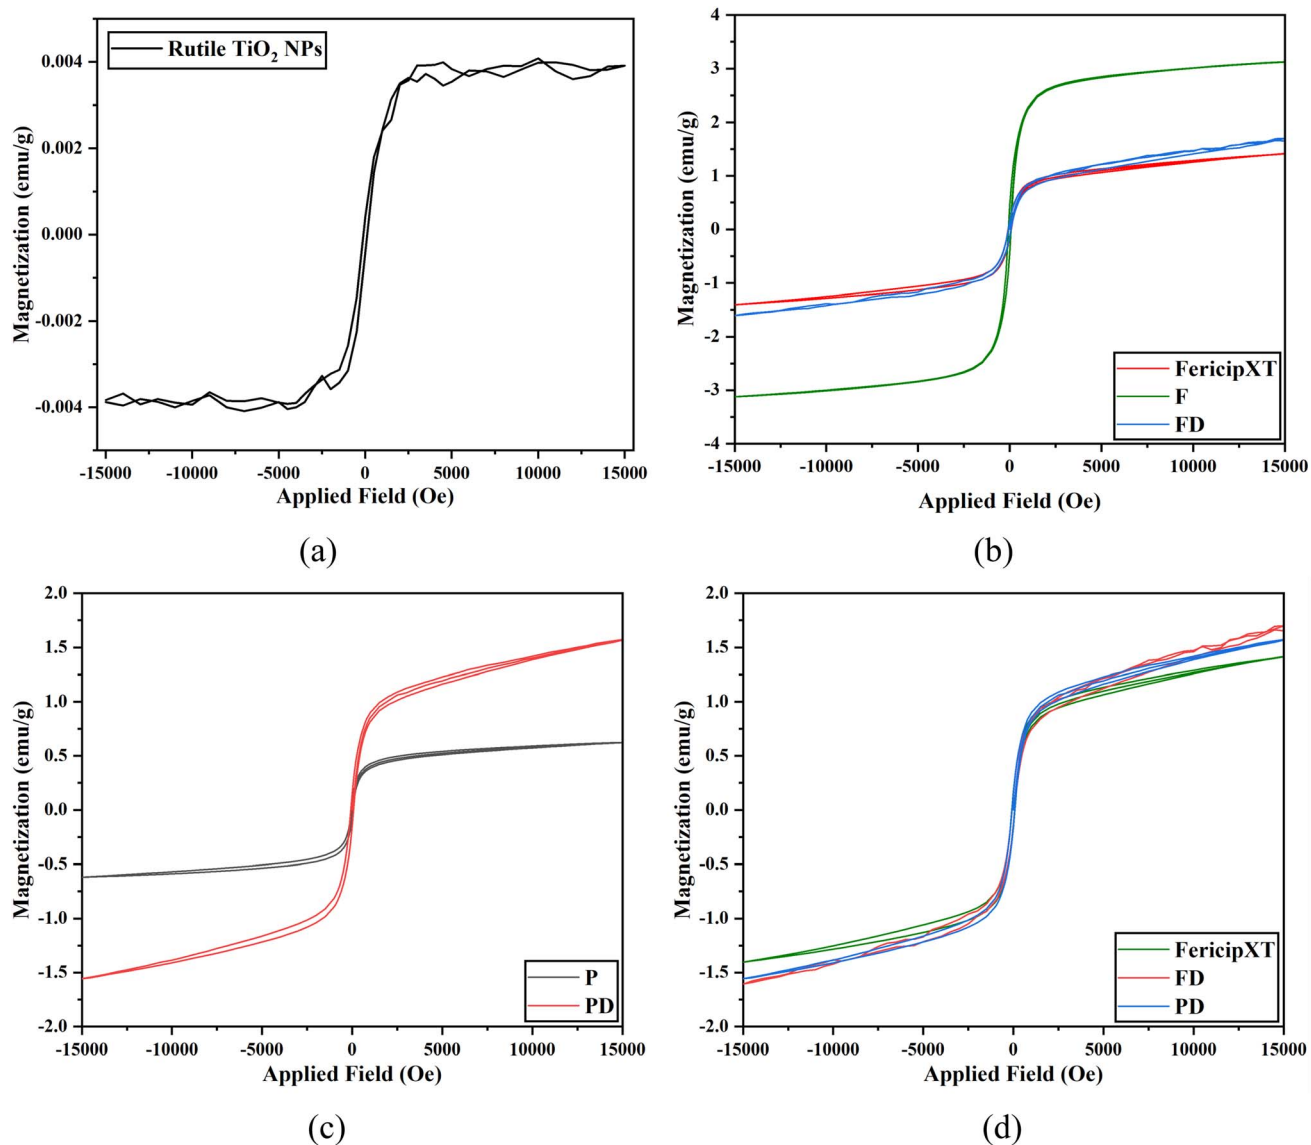 Rutile TiO₂ NPs
Magnetization (emu/g)
0.004
0.002
0.000
-0.002
-0.004
-15000 -10000 -5000 0 5000 10000 15000
Applied Field (Oe)
(a)
Magnetization (emu/g)
4
3
2
1
0
-1
-2
-3
-4
FericipXT
F
FD
-15000 -10000 -5000 0 5000 10000 15000
Applied Field (Oe)
(b)
Magnetization (emu/g)
2.0
1.5
1.0
0.5
0.0
-0.5
-1.0
-1.5
-2.0
P
PD
-15000 -10000 -5000 0 5000 10000 15000
Applied Field (Oe)
(c)
Magnetization (emu/g)
2.0
1.5
1.0
0.5
0.0
-0.5
-1.0
-1.5
-2.0
FericipXT
FD
PD
-15000 -10000 -5000 0 5000 10000 15000
Applied Field (Oe)
(d)